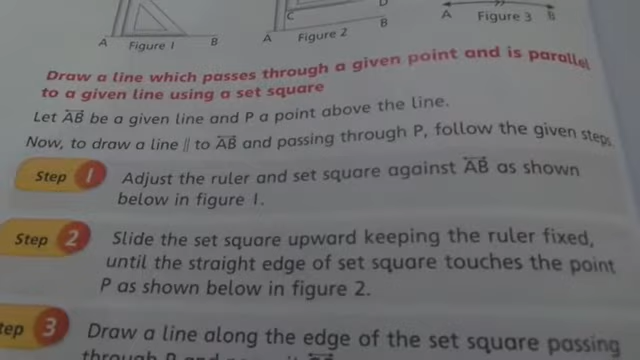 C
D
A
B
A
B
A
B
Figure 1
Figure 2
Figure 3
Draw a line which passes through a given point and is parallel
to a given line using a set square
Let AB be a given line and P a point above the line.
Now, to draw a line || to AB and passing through P, follow the given steps.
Step 1
Adjust the ruler and set square against AB as shown
below in figure 1.
Step 2
Slide the set square upward keeping the ruler fixed,
until the straight edge of set square touches the point
P as shown below in figure 2.
tep 3
Draw a line along the edge of the set square passing
through P and